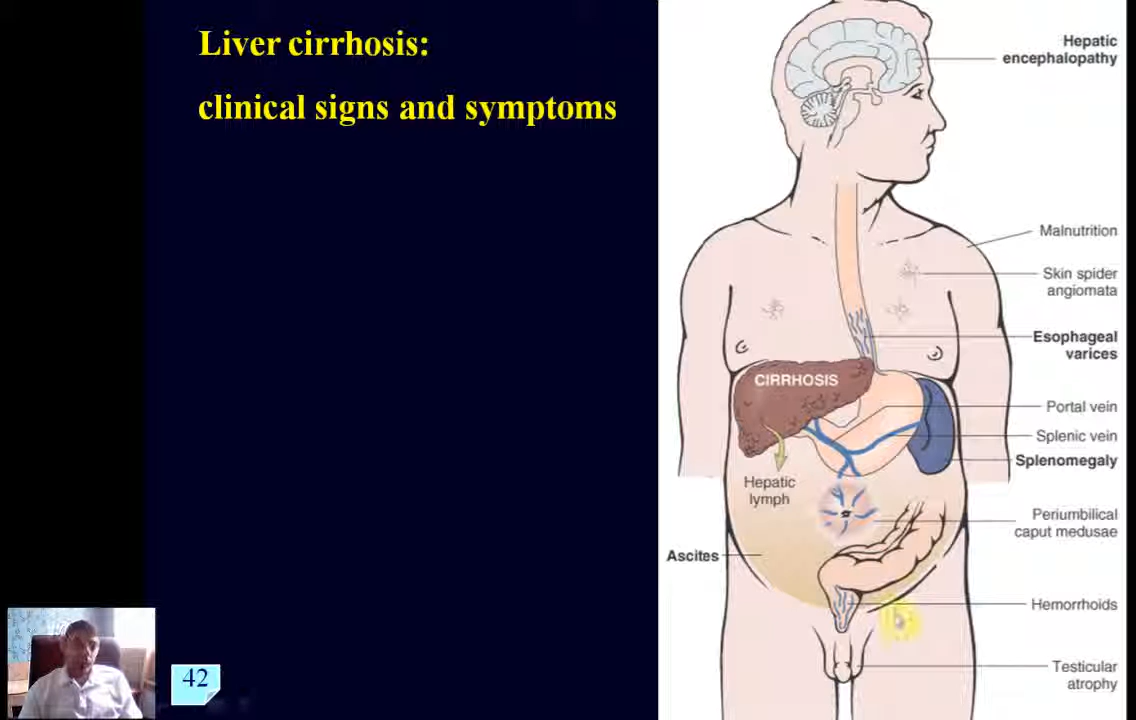 Liver cirrhosis:
clinical signs and symptoms
Hepatic
encephalopathy
Malnutrition
Skin spider
angiomata
Esophageal
varices
CIRRHOSIS
Portal vein
Splenic vein
Splenomegaly
Hepatic
lymph
Periumbilical
caput medusae
Ascites
Hemorrhoids
Testicular
atrophy
42